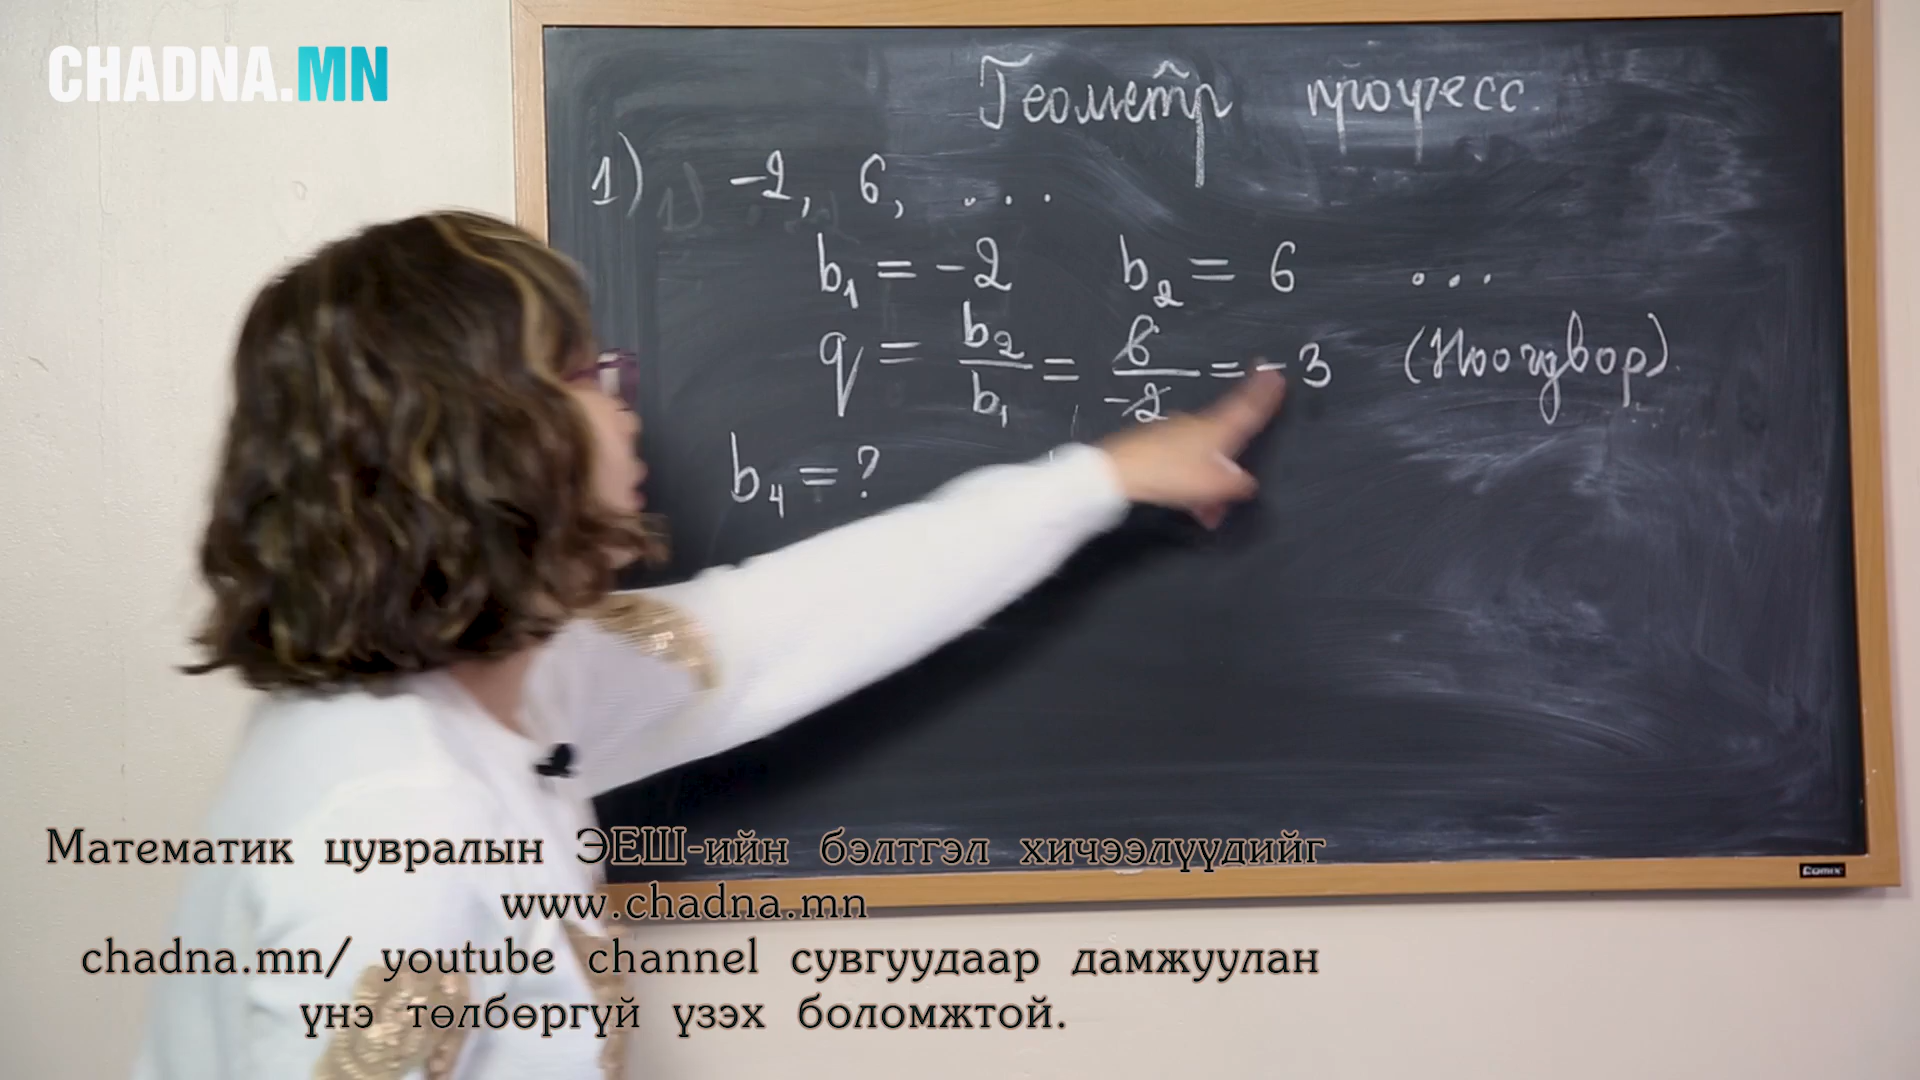 CHADNA.MN
Геометр прогресс
1) -2, 6, ...
b₁ = -2 b₂ = 6 ...
q = b₂/b₁ = 6/-2 = -3 (Ноогдвор)
b₄ = ?
Математик цувралын ЭЕШ-ийн бэлтгэл хичээлүүдийг
www.chadna.mn
chadna.mn/ youtube channel сувгуудаар дамжуулан
үнэ төлбөргүй үзэх боломжтой.
Comix